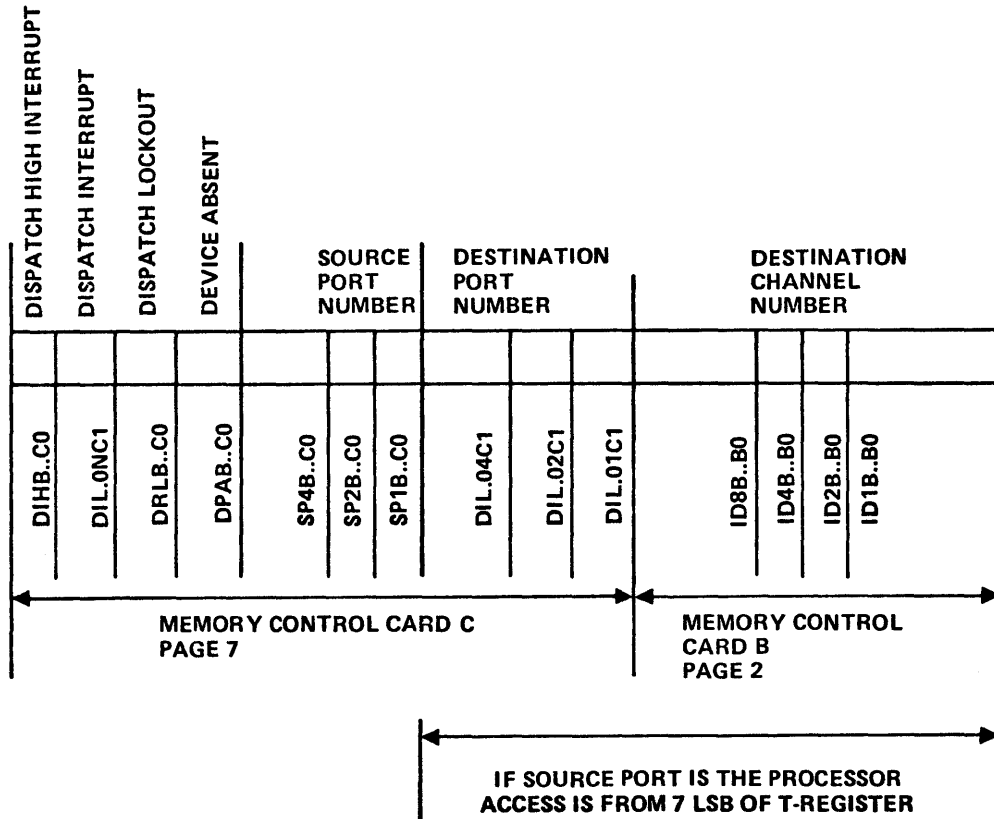 DISPATCH HIGH INTERRUPT
DISPATCH INTERRUPT
DISPATCH LOCKOUT
DEVICE ABSENT
SOURCE
PORT
NUMBER
DESTINATION
PORT
NUMBER
DESTINATION
CHANNEL
NUMBER
DIHB..C0
DIL.0NC1
DRLB..C0
DPAB..C0
SP4B..C0
SP2B..C0
SP1B..C0
DIL.04C1
DIL.02C1
DIL.01C1
ID8B..B0
ID4B..B0
ID2B..B0
ID1B..B0
MEMORY CONTROL CARD C
PAGE 7
MEMORY CONTROL
CARD B
PAGE 2
IF SOURCE PORT IS THE PROCESSOR
ACCESS IS FROM 7 LSB OF T-REGISTER